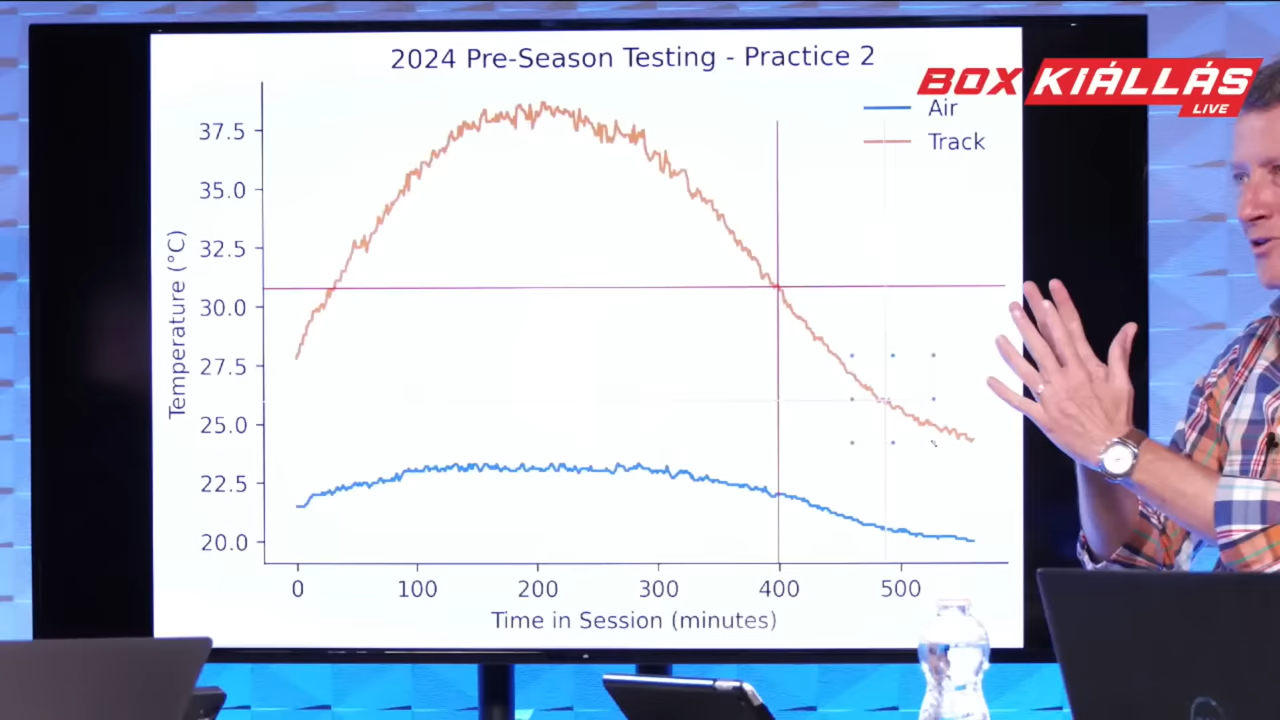 2024 Pre-Season Testing - Practice 2
BOX KIÁLLÁS
LIVE
Air
Track
37.5
35.0
32.5
30.0
27.5
25.0
22.5
20.0
Temperature (°C)
0 100 200 300 400 500
Time in Session (minutes)